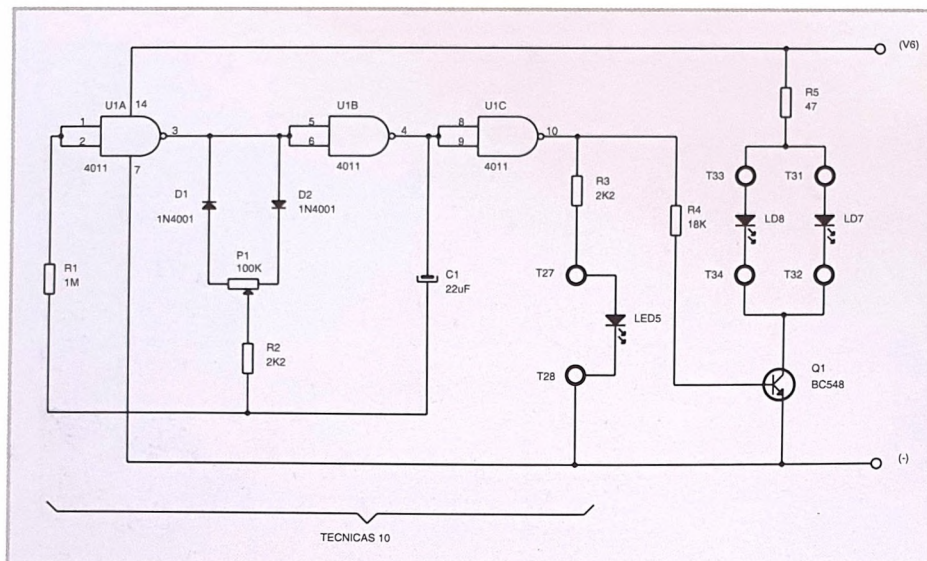 (V6)
R5
47
U1A
14
U1B
U1C
1
2
3
5
6
4
8
9
10
4011
7
4011
4011
T33
T31
D1
1N4001
D2
1N4001
R3
2K2
R4
18K
LD8
LD7
P1
100K
R1
1M
C1
22uF
T27
T34
T32
LED5
R2
2K2
T28
Q1
BC548
(-)
TECNICAS 10